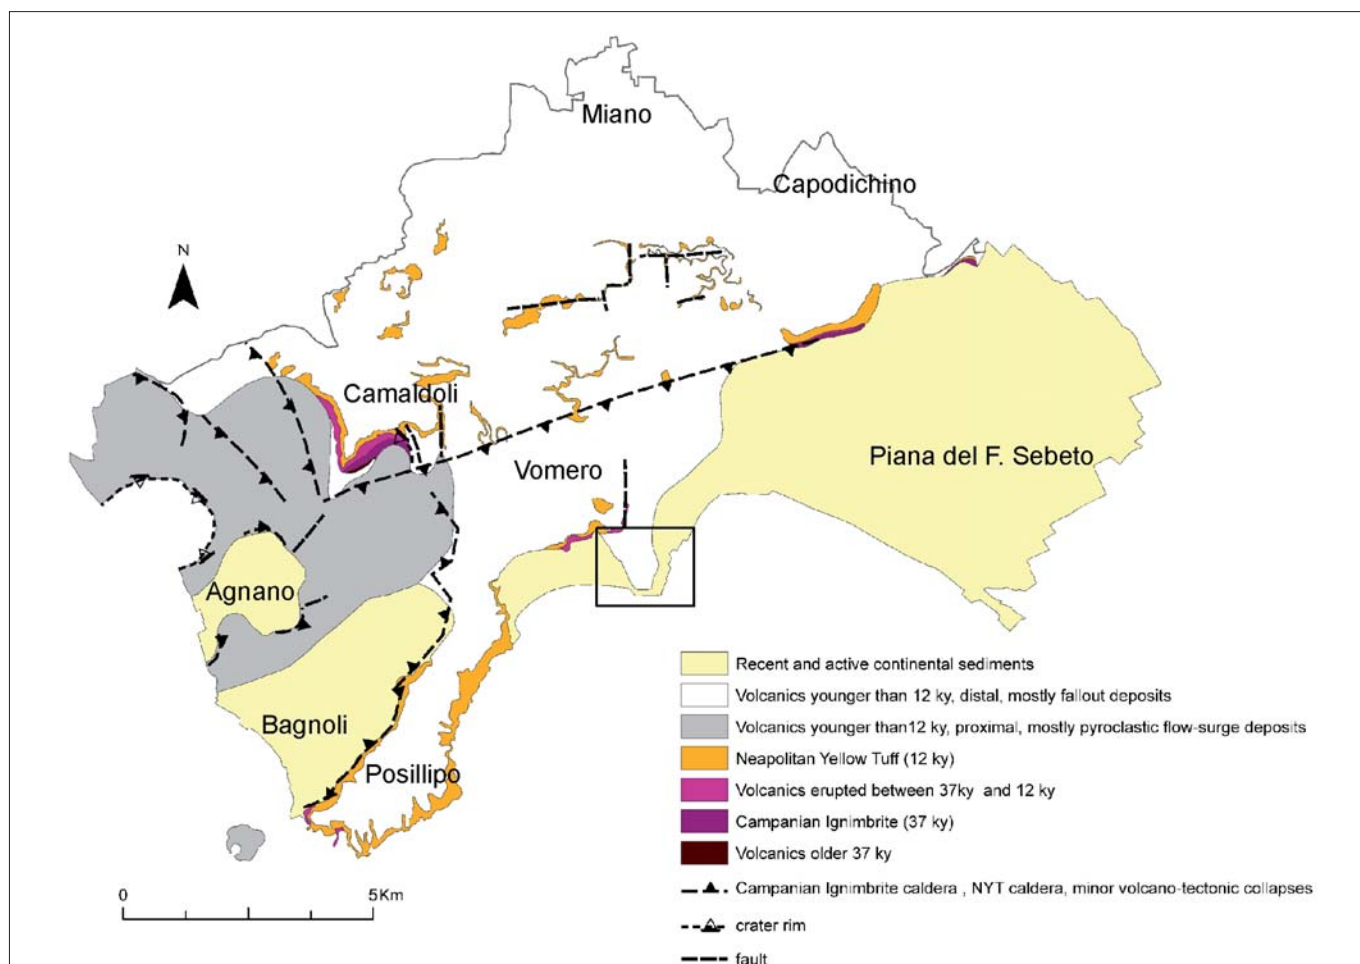 Miano
Capodichino
N
Camaldoli
Vomero
Piana del F. Sebeto
Agnano
Bagnoli
Posillipo
0 5Km
Recent and active continental sediments
Volcanics younger than 12 ky, distal, mostly fallout deposits
Volcanics younger than12 ky, proximal, mostly pyroclastic flow-surge deposits
Neapolitan Yellow Tuff (12 ky)
Volcanics erupted between 37ky and 12 ky
Campanian Ignimbrite (37 ky)
Volcanics older 37 ky
Campanian Ignimbrite caldera , NYT caldera, minor volcano-tectonic collapses
crater rim
fault